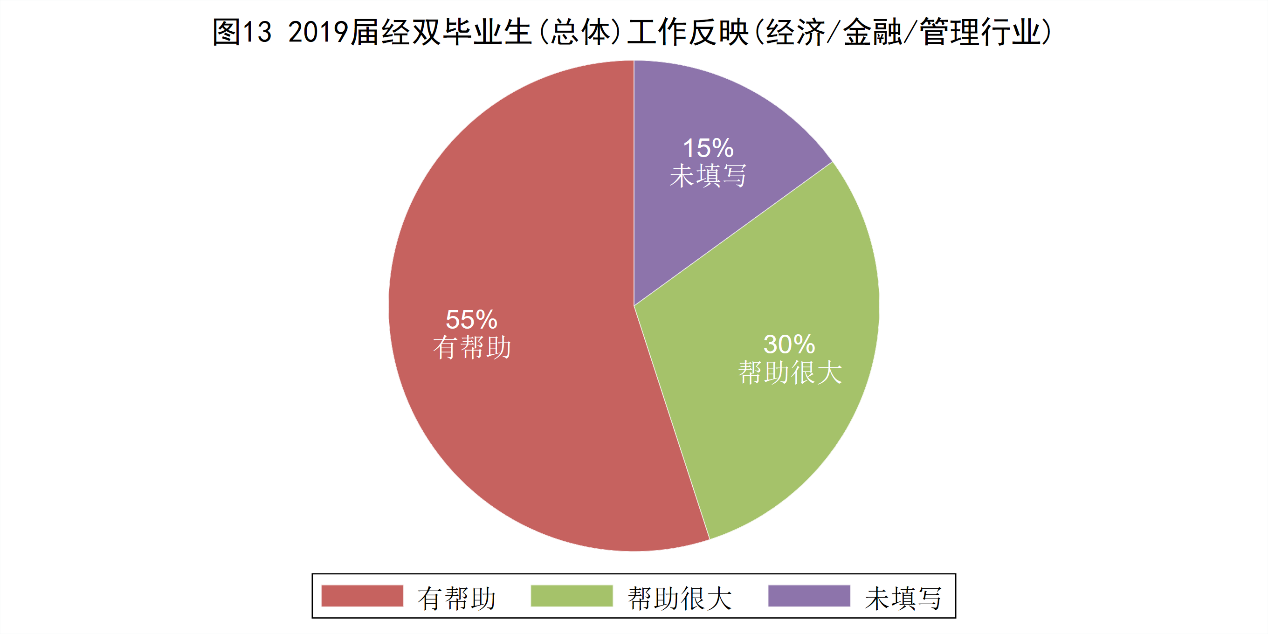 图13 2019届经双毕业生(总体)工作反映(经济/金融/管理行业)
15%
未填写
55%
有帮助
30%
帮助很大
有帮助 帮助很大 未填写